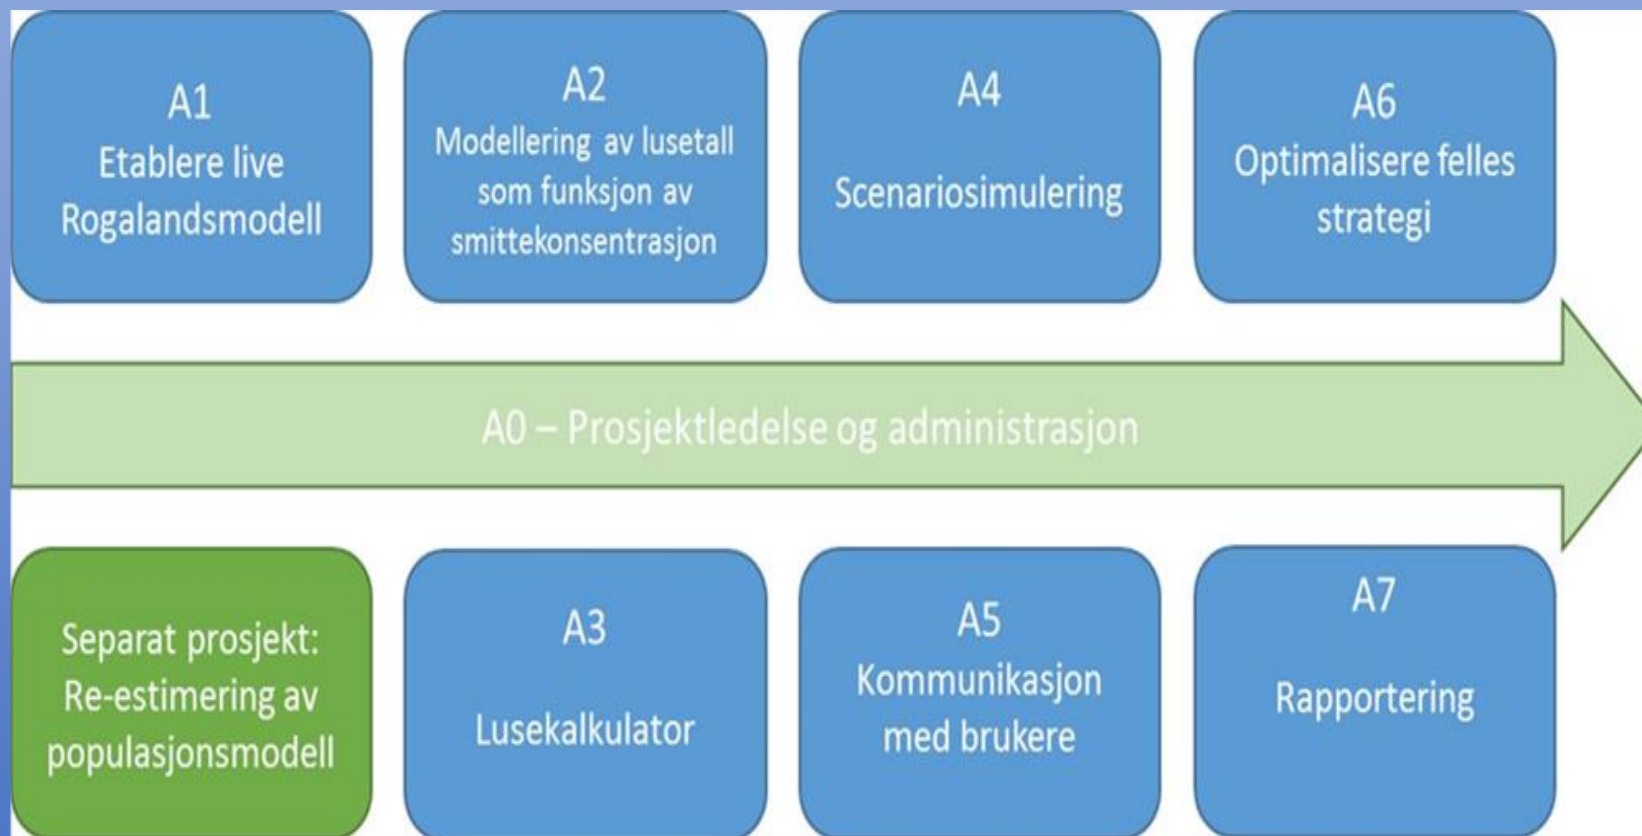 A1
Etablere live
Rogalandsmodell
A2
Modellering av lusetall
som funksjon av
smittekonsentrasjon
A4
Scenariosimulering
A6
Optimalisere felles
strategi
A0 – Prosjektledelse og administrasjon
Separat prosjekt:
Re-estimering av
populasjonsmodell
A3
Lusekalkulator
A5
Kommunikasjon
med brukere
A7
Rapportering